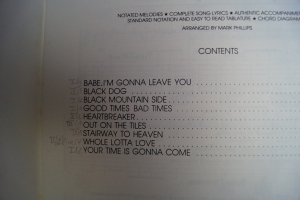 NOTATED MELODIES ★ COMPLETE SONG LYRICS ★ AUTHENTIC ACCOMPANIMEN
STANDARD NOTATION AND EASY TO READ TABLATURE ★ CHORD DIAGRAM
ARRANGED BY MARK PHILLIPS
CONTENTS
BABE, I'M GONNA LEAVE YOU
BLACK DOG
BLACK MOUNTAIN SIDE
GOOD TIMES BAD TIMES
HEARTBREAKER
OUT ON THE TILES
STAIRWAY TO HEAVEN
WHOLE LOTTA LOVE
YOUR TIME IS GONNA COME